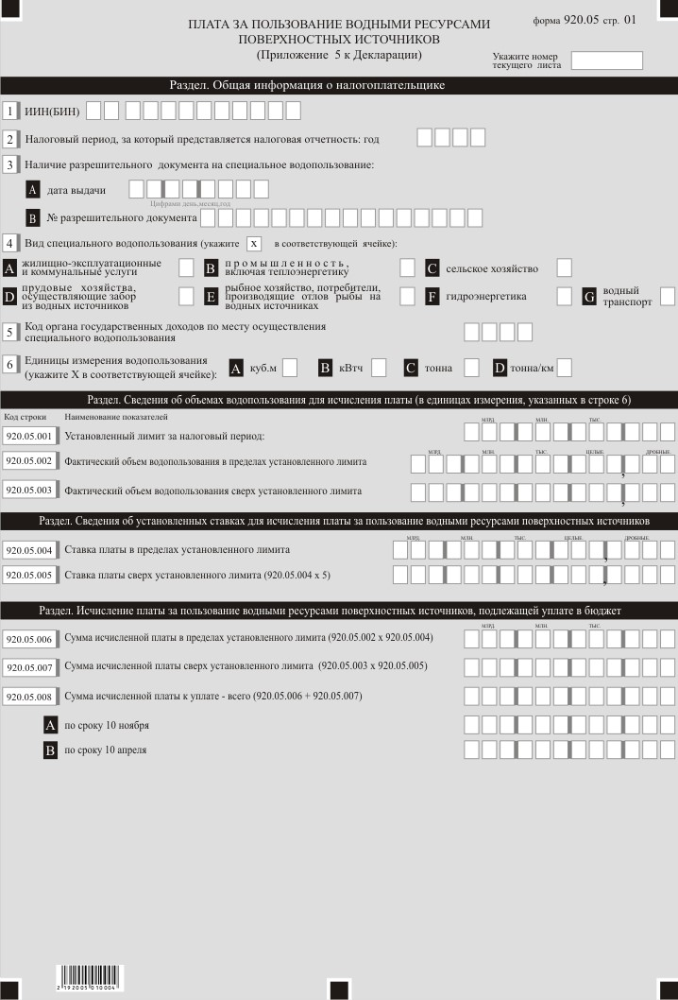 ПЛАТА ЗА ПОЛЬЗОВАНИЕ ВОДНЫМИ РЕСУРСАМИ
ПОВЕРХНОСТНЫХ ИСТОЧНИКОВ
(Приложение 5 к Декларации)
форма 920.05 стр. 01
Укажите номер
текущего листа
Раздел. Общая информация о налогоплательщике
1 ИИН(БИН)
2 Налоговый период, за который представляется налоговая отчетность: год
3 Наличие разрешительного документа на специальное водопользование:
A дата выдачи
Цифрами день,месяц,год
B № разрешительного документа
4 Вид специального водопользования (укажите x в соответствующей ячейке):
A жилищно-эксплуатационные
и коммунальные услуги
B промышленность,
включая теплоэнергетику
C сельское хозяйство
D прудовые хозяйства,
осуществляющие забор
из водных источников
E рыбное хозяйство, потребители,
производящие отлов рыбы на
водных источниках
F гидроэнергетика
G водный
транспорт
5 Код органа государственных доходов по месту осуществления
специального водопользования
6 Единицы измерения водопользования
(укажите X в соответствующей ячейке):
A куб.м B кВтч C тонна D тонна/км
Раздел. Сведения об объемах водопользования для исчисления платы (в единицах измерения, указанных в строке 6)
Код строки Наименование показателей
МЛРД. МЛН. ТЫС.
920.05.001 Установленный лимит за налоговый период:
МЛРД. МЛН. ТЫС. ЦЕЛЫЕ. ДРОБНЫЕ.
920.05.002 Фактический объем водопользования в пределах установленного лимита ,
920.05.003 Фактический объем водопользования сверх установленного лимита ,
Раздел. Сведения об установленных ставках для исчисления платы за пользование водными ресурсами поверхностных источников
МЛРД. МЛН. ТЫС. ЦЕЛЫЕ. ДРОБНЫЕ.
920.05.004 Ставка платы в пределах установленного лимита ,
920.05.005 Ставка платы сверх установленного лимита (920.05.004 х 5) ,
Раздел. Исчисление платы за пользование водными ресурсами поверхностных источников, подлежащей уплате в бюджет
МЛРД. МЛН. ТЫС.
920.05.006 Сумма исчисленной платы в пределах установленного лимита (920.05.002 х 920.05.004)
920.05.007 Сумма исчисленной платы сверх установленного лимита (920.05.003 х 920.05.005)
920.05.008 Сумма исчисленной платы к уплате - всего (920.05.006 + 920.05.007)
A по сроку 10 ноября
B по сроку 10 апреля
2 192005 010004